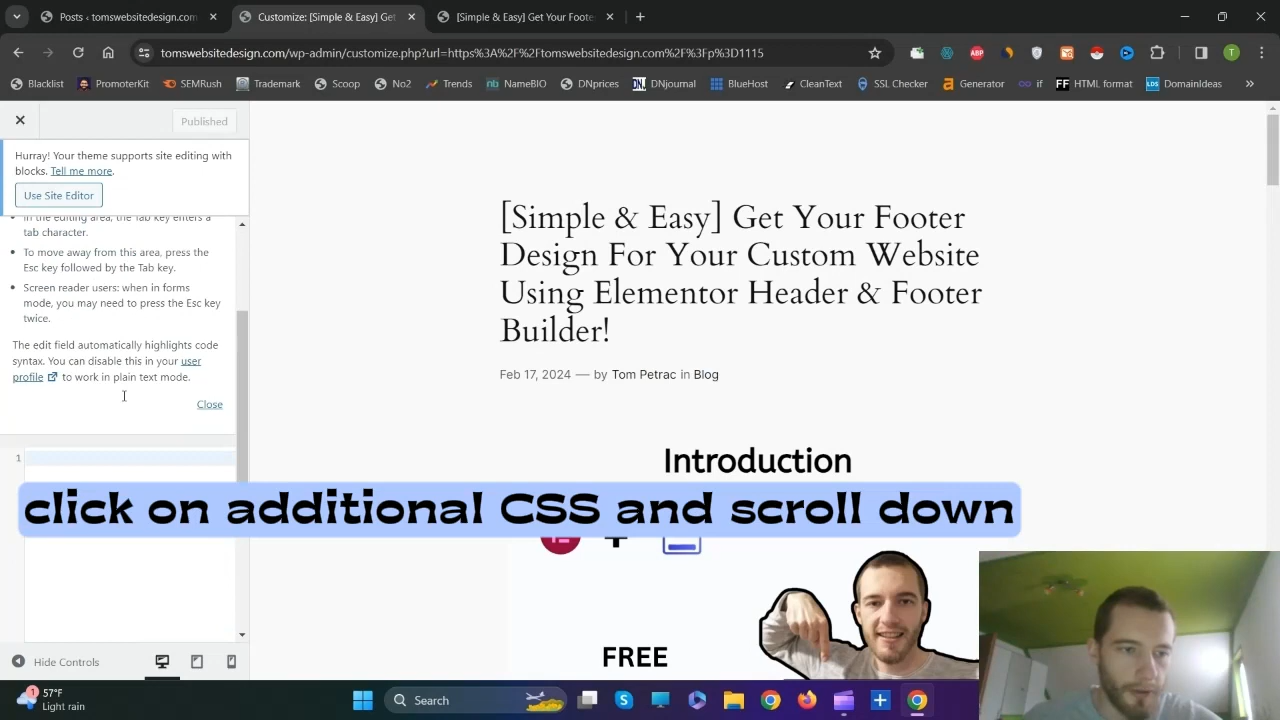 Posts ‹ tomswebsitedesign.com
Customize: [Simple & Easy] Get
[Simple & Easy] Get Your Foote
tomswebsitedesign.com/wp-admin/customize.php?url=https%3A%2F%2Ftomswebsitedesign.com%2F%3Fp%3D1115
ABP
T
Blacklist
PromoterKit
SEMRush
Trademark
Scoop
No2
Trends
nb NameBIO
DNprices
DN. DNjournal
BlueHost
CleanText
SSL Checker
a. Generator
if
FF HTML format
LDS DomainIdeas
Published
Hurray! Your theme supports site editing with
blocks. Tell me more.
Use Site Editor
In the editing area, the Tab key enters a
tab character.
To move away from this area, press the
Esc key followed by the Tab key.
Screen reader users: when in forms
mode, you may need to press the Esc key
twice.
The edit field automatically highlights code
syntax. You can disable this in your user
profile to work in plain text mode.
Close
1
Hide Controls
[Simple & Easy] Get Your Footer
Design For Your Custom Website
Using Elementor Header & Footer
Builder!
Feb 17, 2024 — by Tom Petrac in Blog
Introduction
click on additional CSS and scroll down
FREE
1
57°F
Light rain
Search